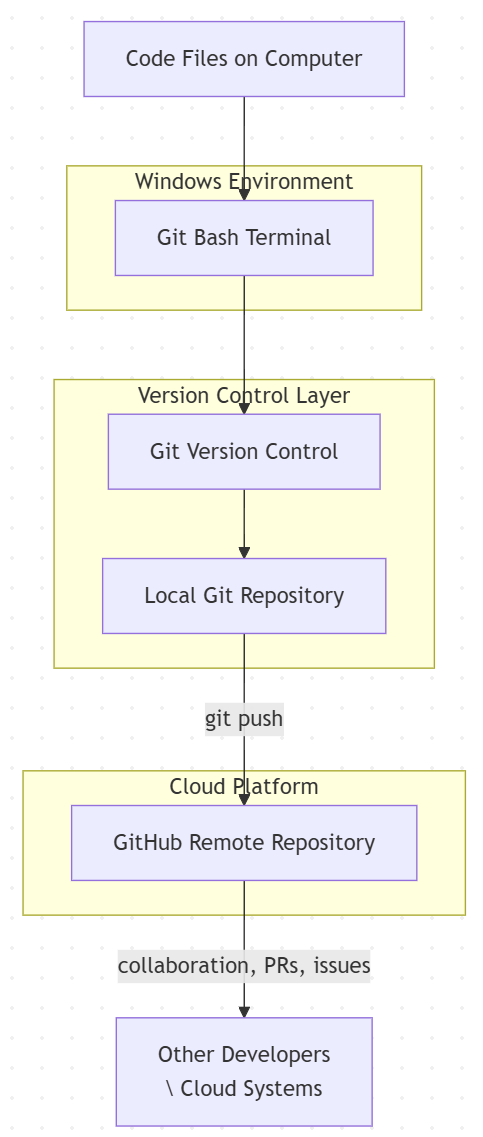 Code Files on Computer
Windows Environment
Git Bash Terminal
Version Control Layer
Git Version Control
Local Git Repository
git push
Cloud Platform
GitHub Remote Repository
collaboration, PRs, issues
Other Developers
\ Cloud Systems